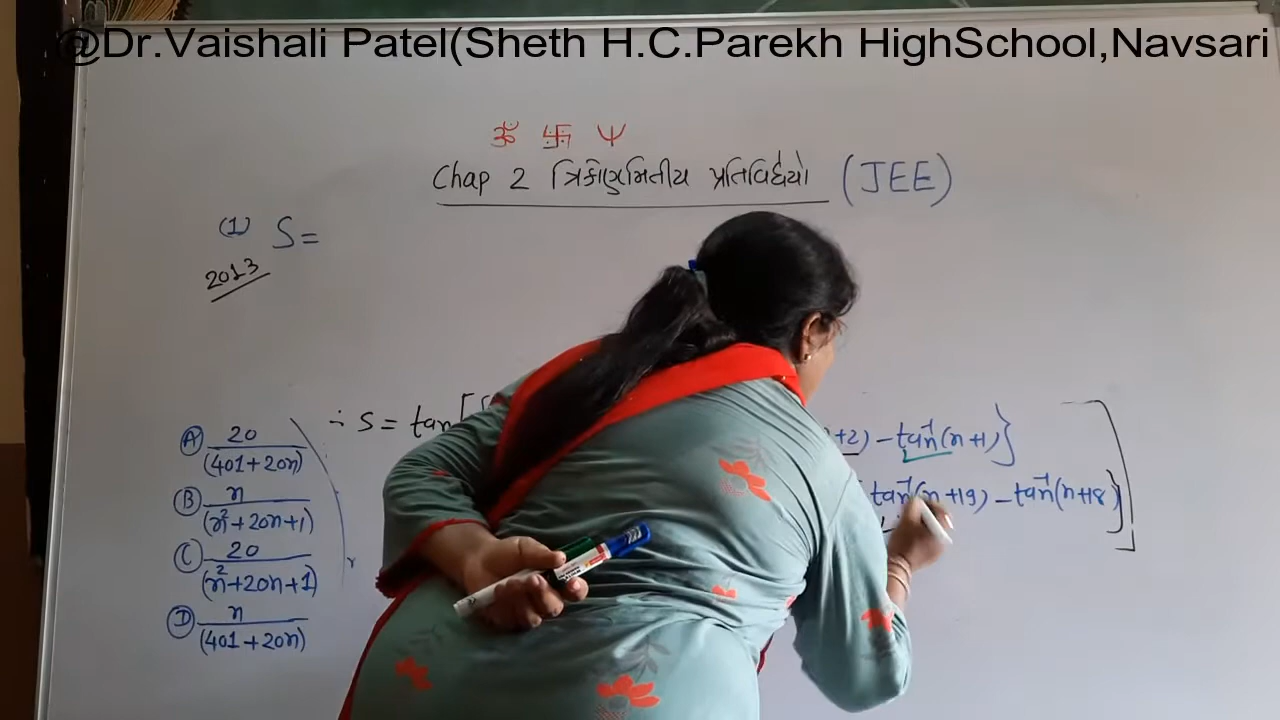 @Dr.Vaishali Patel(Sheth H.C.Parekh HighSchool,Navsari
ૐ 卐 Ψ
Chap 2 ત્રિકોણમિતીય પ્રતિવિધેયો (JEE)
(1) S =
2013
∴ S = tan[
+2) − tan⁻¹(n+1)}
tan⁻¹(n+19) − tan⁻¹(n+18)}]
(A) 20/(401+20n)
(B) n/(n²+20n+1)
(C) 20/(n²+20n+1)
(D) n/(401+20n)